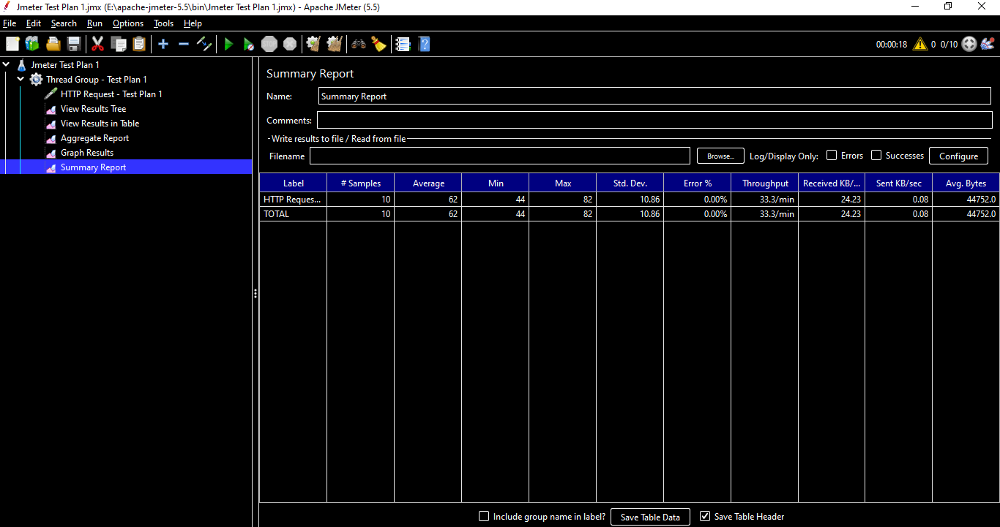 Jmeter Test Plan 1.jmx (E:\apache-jmeter-5.5\bin\Jmeter Test Plan 1.jmx) - Apache JMeter (5.5)
File Edit Search Run Options Tools Help
00:00:18 0 0/10
Jmeter Test Plan 1
Thread Group - Test Plan 1
HTTP Request - Test Plan 1
View Results Tree
View Results in Table
Aggregate Report
Graph Results
Summary Report
Summary Report
Name: Summary Report
Comments:
Write results to file / Read from file
Filename Browse... Log/Display Only: Errors Successes Configure
Label # Samples Average Min Max Std. Dev. Error % Throughput Received KB/... Sent KB/sec Avg. Bytes
HTTP Reques... 10 62 44 82 10.86 0.00% 33.3/min 24.23 0.08 44752.0
TOTAL 10 62 44 82 10.86 0.00% 33.3/min 24.23 0.08 44752.0
Include group name in label? Save Table Data Save Table Header